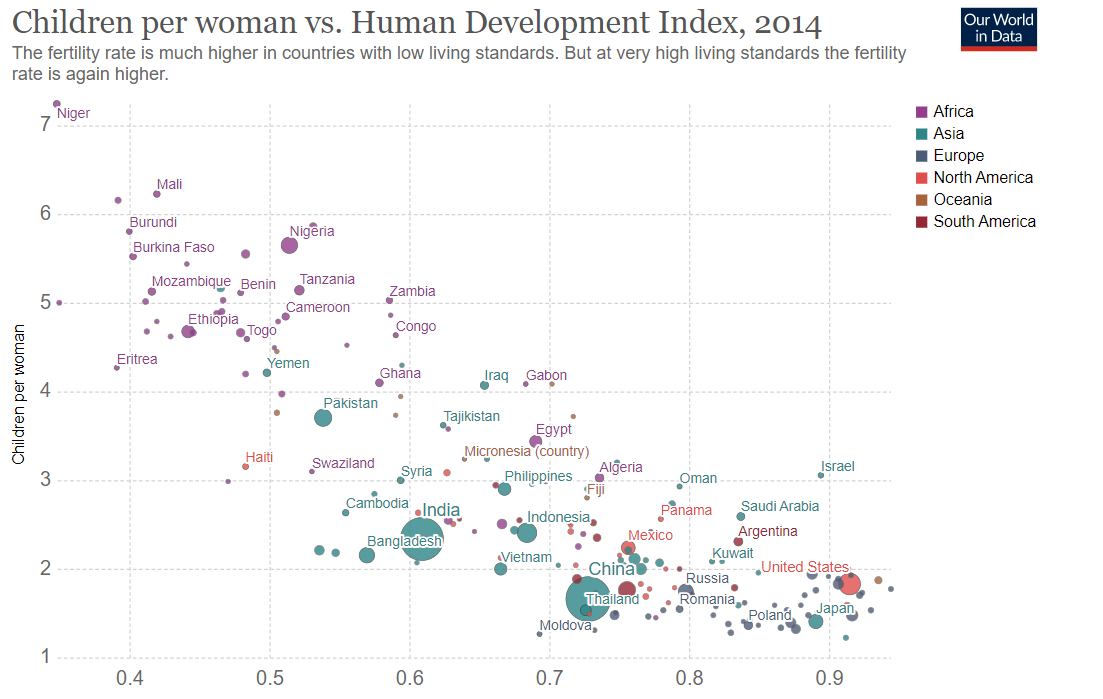 Children per woman vs. Human Development Index, 2014
Our World
in Data
The fertility rate is much higher in countries with low living standards. But at very high living standards the fertility
rate is again higher.
Africa
Asia
Europe
North America
Oceania
South America
Children per woman
7
6
5
4
3
2
1
Niger
Mali
Burundi
Burkina Faso
Nigeria
Mozambique
Benin
Tanzania
Zambia
Cameroon
Ethiopia
Togo
Congo
Eritrea
Yemen
Ghana
Iraq
Gabon
Pakistan
Tajikistan
Egypt
Micronesia (country)
Haiti
Swaziland
Syria
Philippines
Algeria
Israel
Oman
Fiji
Cambodia
India
Indonesia
Panama
Saudi Arabia
Bangladesh
Mexico
Argentina
Vietnam
Kuwait
China
United States
Russia
Thailand
Romania
Moldova
Poland
Japan
0.4
0.5
0.6
0.7
0.8
0.9